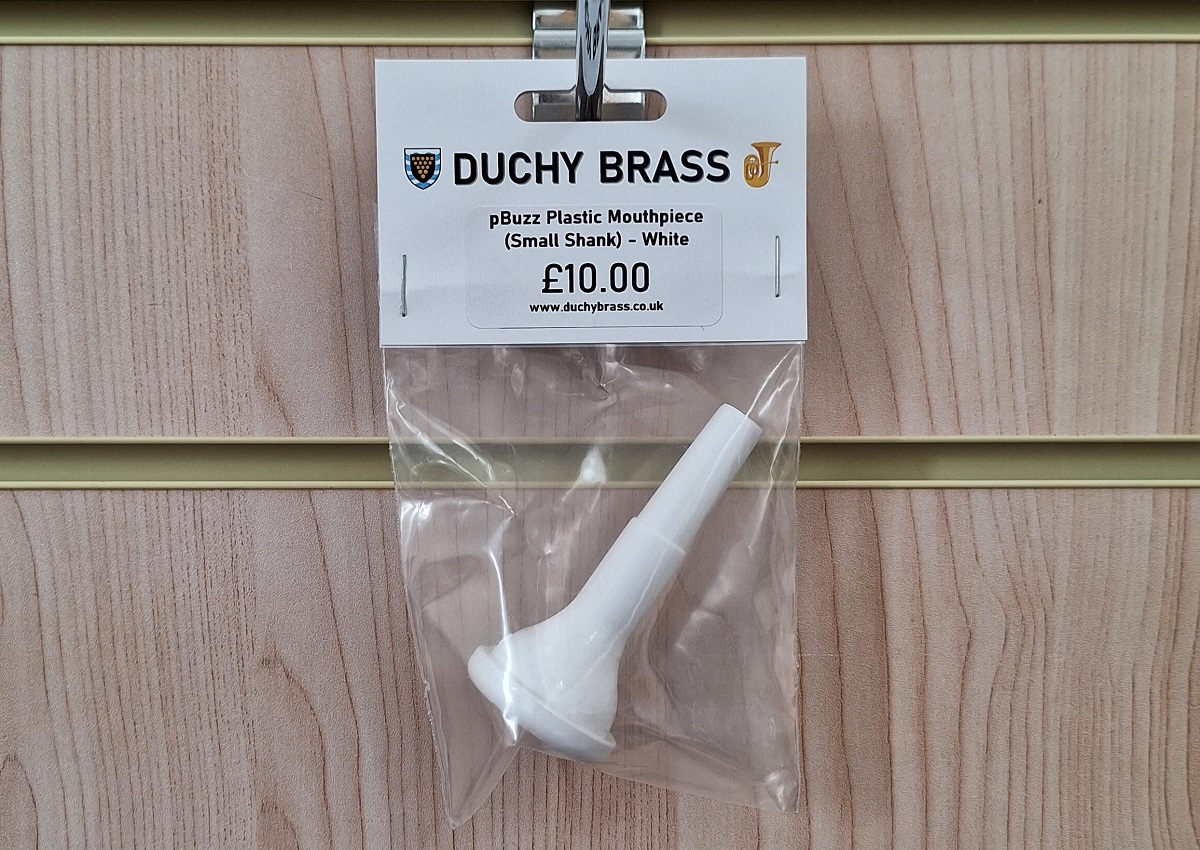 DUCHY BRASS
pBuzz Plastic Mouthpiece
(Small Shank) - White
£10.00
www.duchybrass.co.uk